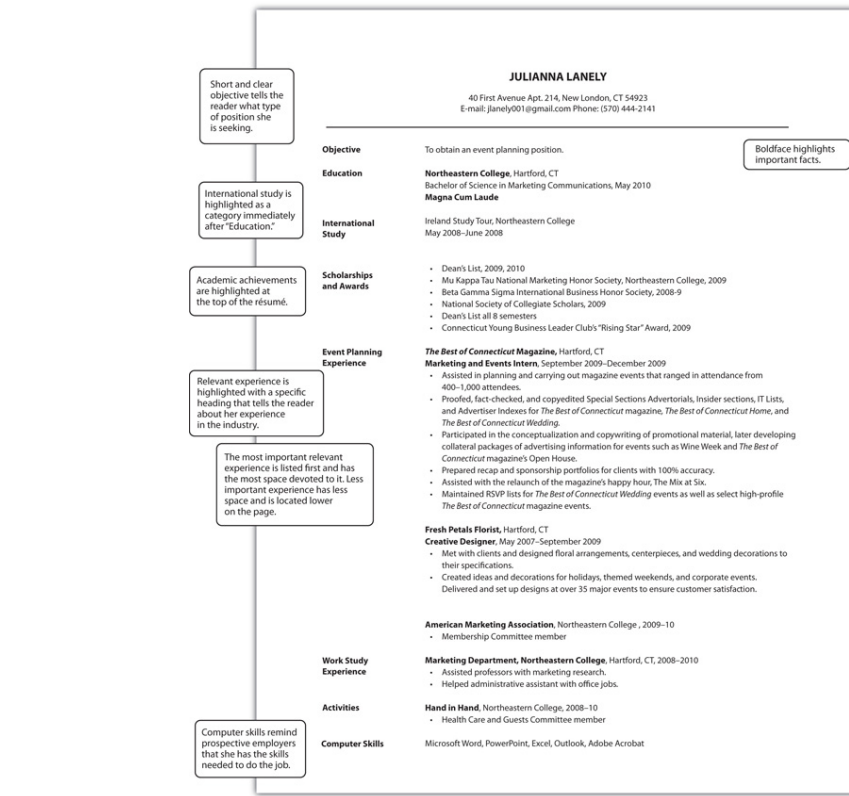 JULIANNA LANELY
40 First Avenue Apt. 214, New London, CT 54923
E-mail: jlanely001@gmail.com Phone: (570) 444-2141
Short and clear
objective tells the
reader what type
of position she
is seeking.
Objective
To obtain an event planning position.
Boldface highlights
important facts.
Education
Northeastern College, Hartford, CT
Bachelor of Science in Marketing Communications, May 2010
Magna Cum Laude
International study is
highlighted as a
category immediately
after "Education."
International
Study
Ireland Study Tour, Northeastern College
May 2008–June 2008
Academic achievements
are highlighted at
the top of the résumé.
Scholarships
and Awards
• Dean's List, 2009, 2010
• Mu Kappa Tau National Marketing Honor Society, Northeastern College, 2009
• Beta Gamma Sigma International Business Honor Society, 2008-9
• National Society of Collegiate Scholars, 2009
• Dean's List all 8 semesters
• Connecticut Young Business Leader Club's "Rising Star" Award, 2009
Event Planning
Experience
The Best of Connecticut Magazine, Hartford, CT
Marketing and Events Intern, September 2009–December 2009
• Assisted in planning and carrying out magazine events that ranged in attendance from
400–1,000 attendees.
• Proofed, fact-checked, and copyedited Special Sections Advertorials, Insider sections, IT Lists,
and Advertiser Indexes for The Best of Connecticut magazine, The Best of Connecticut Home, and
The Best of Connecticut Wedding.
• Participated in the conceptualization and copywriting of promotional material, later developing
collateral packages of advertising information for events such as Wine Week and The Best of
Connecticut magazine's Open House.
• Prepared recap and sponsorship portfolios for clients with 100% accuracy.
• Assisted with the relaunch of the magazine's happy hour, The Mix at Six.
• Maintained RSVP lists for The Best of Connecticut Wedding events as well as select high-profile
The Best of Connecticut magazine events.
Relevant experience is
highlighted with a specific
heading that tells the reader
about her experience
in the industry.
The most important relevant
experience is listed first and has
the most space devoted to it. Less
important experience has less
space and is located lower
on the page.
Fresh Petals Florist, Hartford, CT
Creative Designer, May 2007–September 2009
• Met with clients and designed floral arrangements, centerpieces, and wedding decorations to
their specifications.
• Created ideas and decorations for holidays, themed weekends, and corporate events.
Delivered and set up designs at over 35 major events to ensure customer satisfaction.
American Marketing Association, Northeastern College , 2009–10
• Membership Committee member
Work Study
Experience
Marketing Department, Northeastern College, Hartford, CT, 2008–2010
• Assisted professors with marketing research.
• Helped administrative assistant with office jobs.
Activities
Hand in Hand, Northeastern College, 2008–10
• Health Care and Guests Committee member
Computer skills remind
prospective employers
that she has the skills
needed to do the job.
Computer Skills
Microsoft Word, PowerPoint, Excel, Outlook, Adobe Acrobat